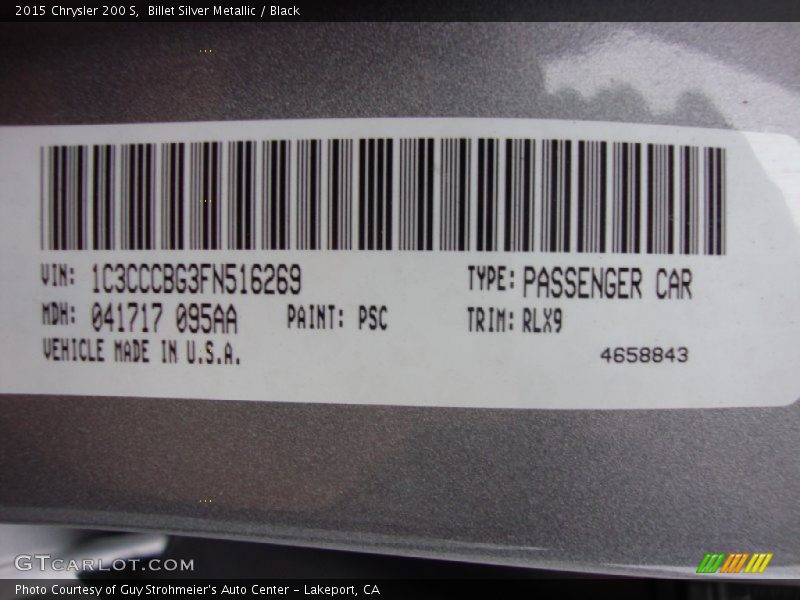 2015 Chrysler 200 S, Billet Silver Metallic / Black
VIN: 1C3CCCBG3FN516269 TYPE: PASSENGER CAR
MDH: 041717 095AA PAINT: PSC TRIM: RLX9
VEHICLE MADE IN U.S.A. 4658843
GTCARLOT.COM
Photo Courtesy of Guy Strohmeier's Auto Center – Lakeport, CA